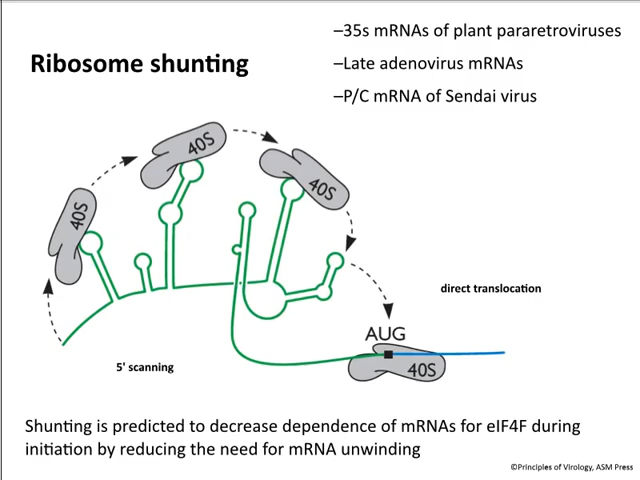 –35s mRNAs of plant pararetroviruses
Ribosome shunting
–Late adenovirus mRNAs
–P/C mRNA of Sendai virus
40S
40S
40S
40S
direct translocation
AUG
5' scanning
40S
Shunting is predicted to decrease dependence of mRNAs for eIF4F during
initiation by reducing the need for mRNA unwinding
©Principles of Virology, ASM Press